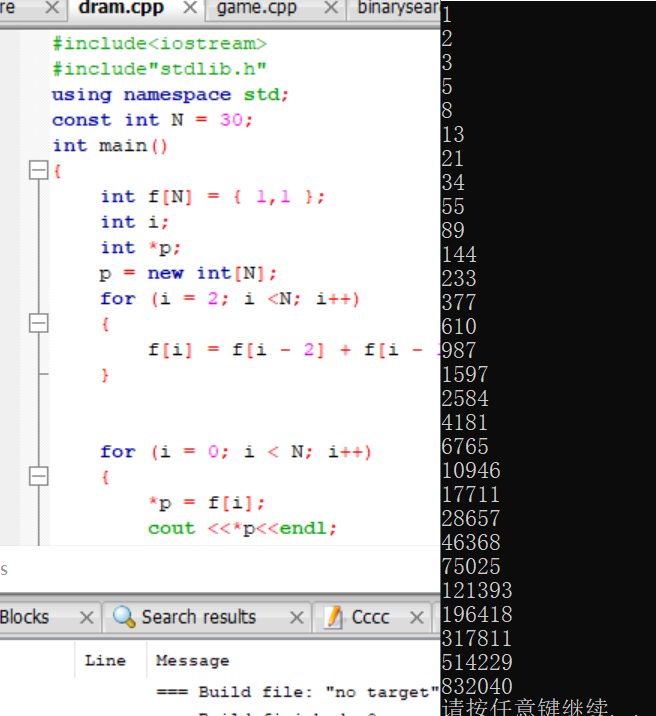 re
dram.cpp
game.cpp
binarysear
#include<iostream>
#include"stdlib.h"
using namespace std;
const int N = 30;
int main()
{
int f[N] = { 1,1 };
int i;
int *p;
p = new int[N];
for (i = 2; i <N; i++)
{
f[i] = f[i - 2] + f[i -
}
for (i = 0; i < N; i++)
{
*p = f[i];
cout <<*p<<endl;
s
Blocks
Search results
Cccc
Line Message
=== Build file: "no target"
1
2
3
5
8
13
21
34
55
89
144
233
377
610
987
1597
2584
4181
6765
10946
17711
28657
46368
75025
121393
196418
317811
514229
832040
请按任意键继续. . .